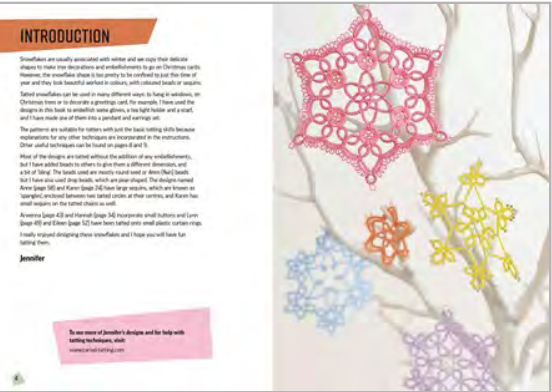 INTRODUCTION
Snowflakes are usually associated with winter and we copy their delicate
shapes to make tree decorations and embellishments to go on Christmas cards.
However, the snowflake shape is too pretty to be confined to just this time of
year and they look beautiful worked in colours, with coloured beads or sequins.
Tatted snowflakes can be used in many different ways: to hang in windows, on
Christmas trees or to decorate a greetings card, for example. I have used the
designs in this book to embellish some gloves, a tea light holder and a scarf,
and I have made one of them into a pendant and earrings set.
The patterns are suitable for tatters with just the basic tatting skills because
explanations for any other techniques are incorporated in the instructions.
Other useful techniques can be found on pages 8 and 9.
Most of the designs are tatted without the addition of any embellishments,
but I have added beads to others to give them a different dimension, and
a bit of 'bling'. The beads used are mostly round seed or 4mm beads
but I have also used drop beads, which are pear-shaped. The designs named
Anne (page 58) and Karen (page 24) have large sequins, which are known as
'spangles', enclosed between two tatted circles at their centres, and Karen has
small sequins on the tatted chains as well.
(page 43) and Hannah (page 34) incorporate small buttons and Lynn
(page 49) and Eileen (page 52) have been tatted onto small plastic curtain rings.
I really enjoyed designing these snowflakes and I hope you will have fun
tatting them.
Jennifer
To see more of Jennifer's designs and for help with
tatting techniques, visit: